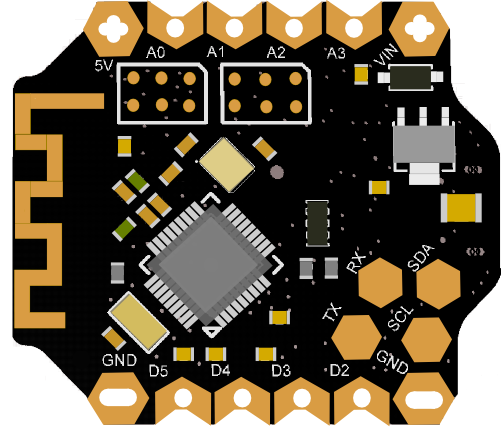 5V A0 A1 A2 A3 VIN
RX SDA
TX SCL
GND GND
D5 D4 D3 D2